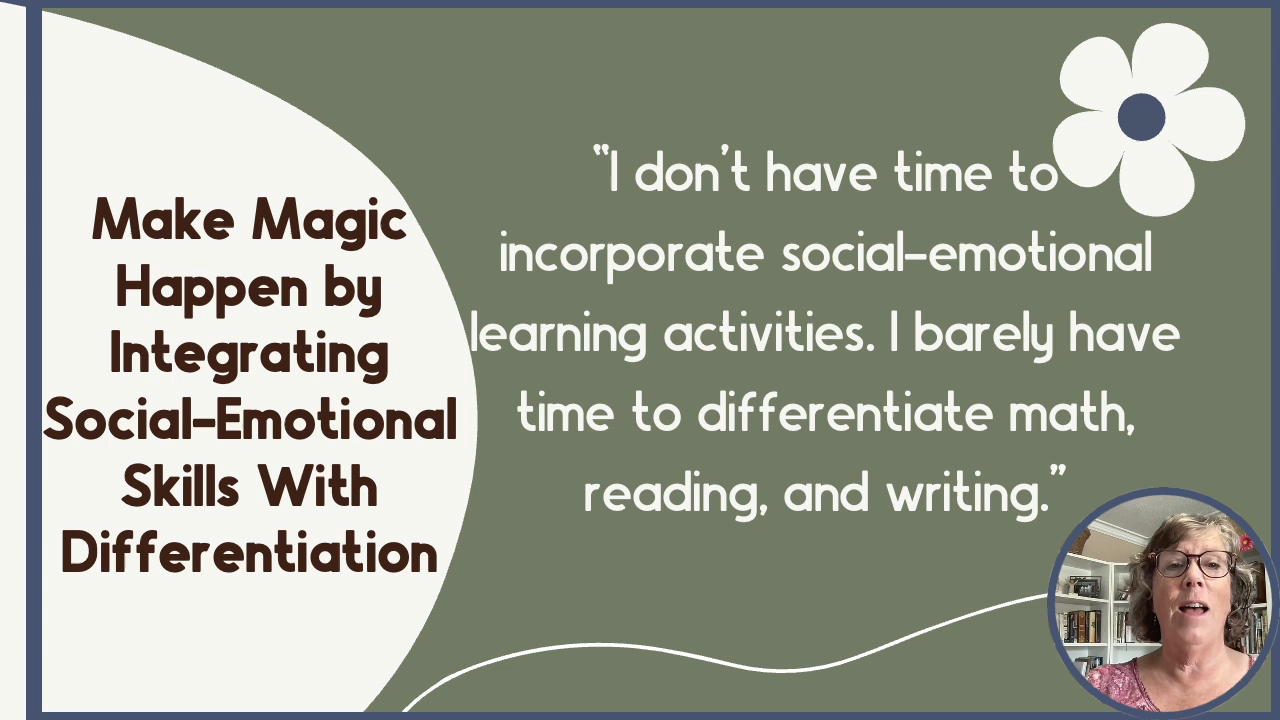 Make Magic
Happen by
Integrating
Social-Emotional
Skills With
Differentiation
“I don’t have time to
incorporate social-emotional
learning activities. I barely have
time to differentiate math,
reading, and writing.”